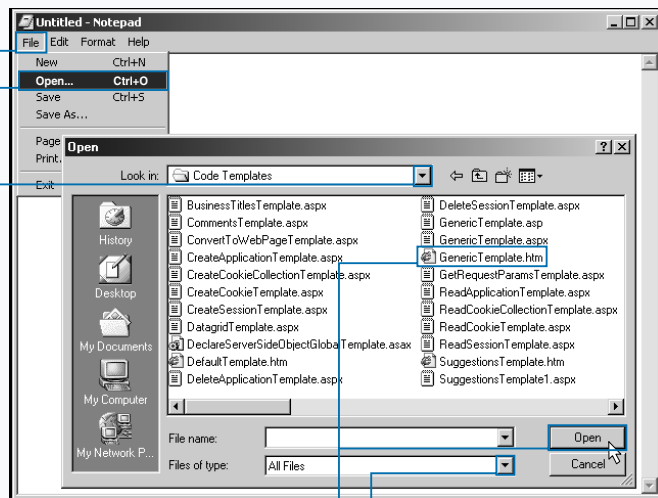 Untitled - Notepad
File Edit Format Help
New Ctrl+N
Open... Ctrl+O
Save Ctrl+S
Save As...
Page
Print.
Exit
Open
Look in: Code Templates
History
Desktop
My Documents
My Computer
My Network P...
BusinessTitlesTemplate.aspx
CommentsTemplate.aspx
ConvertToWebPageTemplate.aspx
CreateApplicationTemplate.aspx
CreateCookieCollectionTemplate.aspx
CreateCookieTemplate.aspx
CreateSessionTemplate.aspx
DatagridTemplate.aspx
DeclareServerSideObjectGlobalTemplate.asax
DefaultTemplate.htm
DeleteApplicationTemplate.aspx
DeleteSessionTemplate.aspx
GenericTemplate.asp
GenericTemplate.aspx
GenericTemplate.htm
GetRequestParamsTemplate.aspx
ReadApplicationTemplate.aspx
ReadCookieCollectionTemplate.aspx
ReadCookieTemplate.aspx
ReadSessionTemplate.aspx
SuggestionsTemplate.htm
SuggestionsTemplate1.aspx
File name: Open
Files of type: All Files Cancel